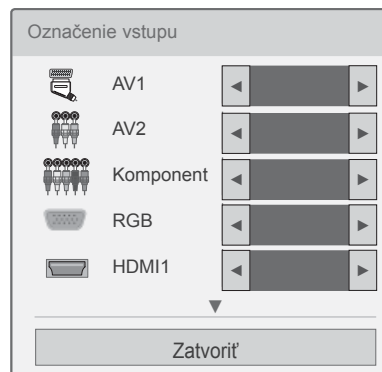 Označenie vstupu
AV1
AV2
Komponent
RGB
HDMI1
Zatvoriť